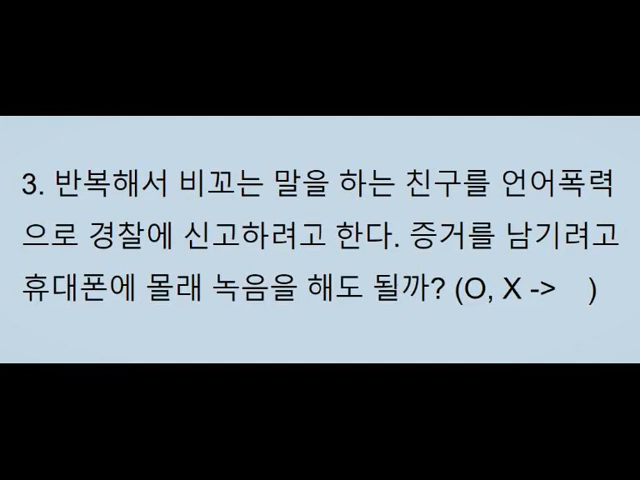 3. 반복해서 비꼬는 말을 하는 친구를 언어폭력
으로 경찰에 신고하려고 한다. 증거를 남기려고
휴대폰에 몰래 녹음을 해도 될까? (O, X -> )